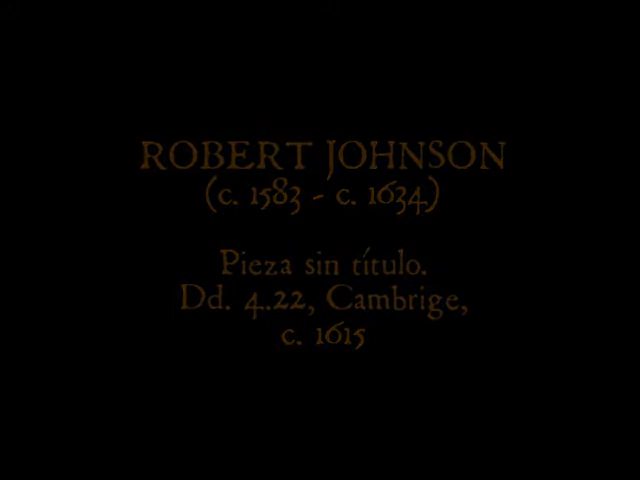 ROBERT JOHNSON
(c. 1583 - c. 1634)
Pieza sin título.
Dd. 4.22, Cambrige,
c. 1615